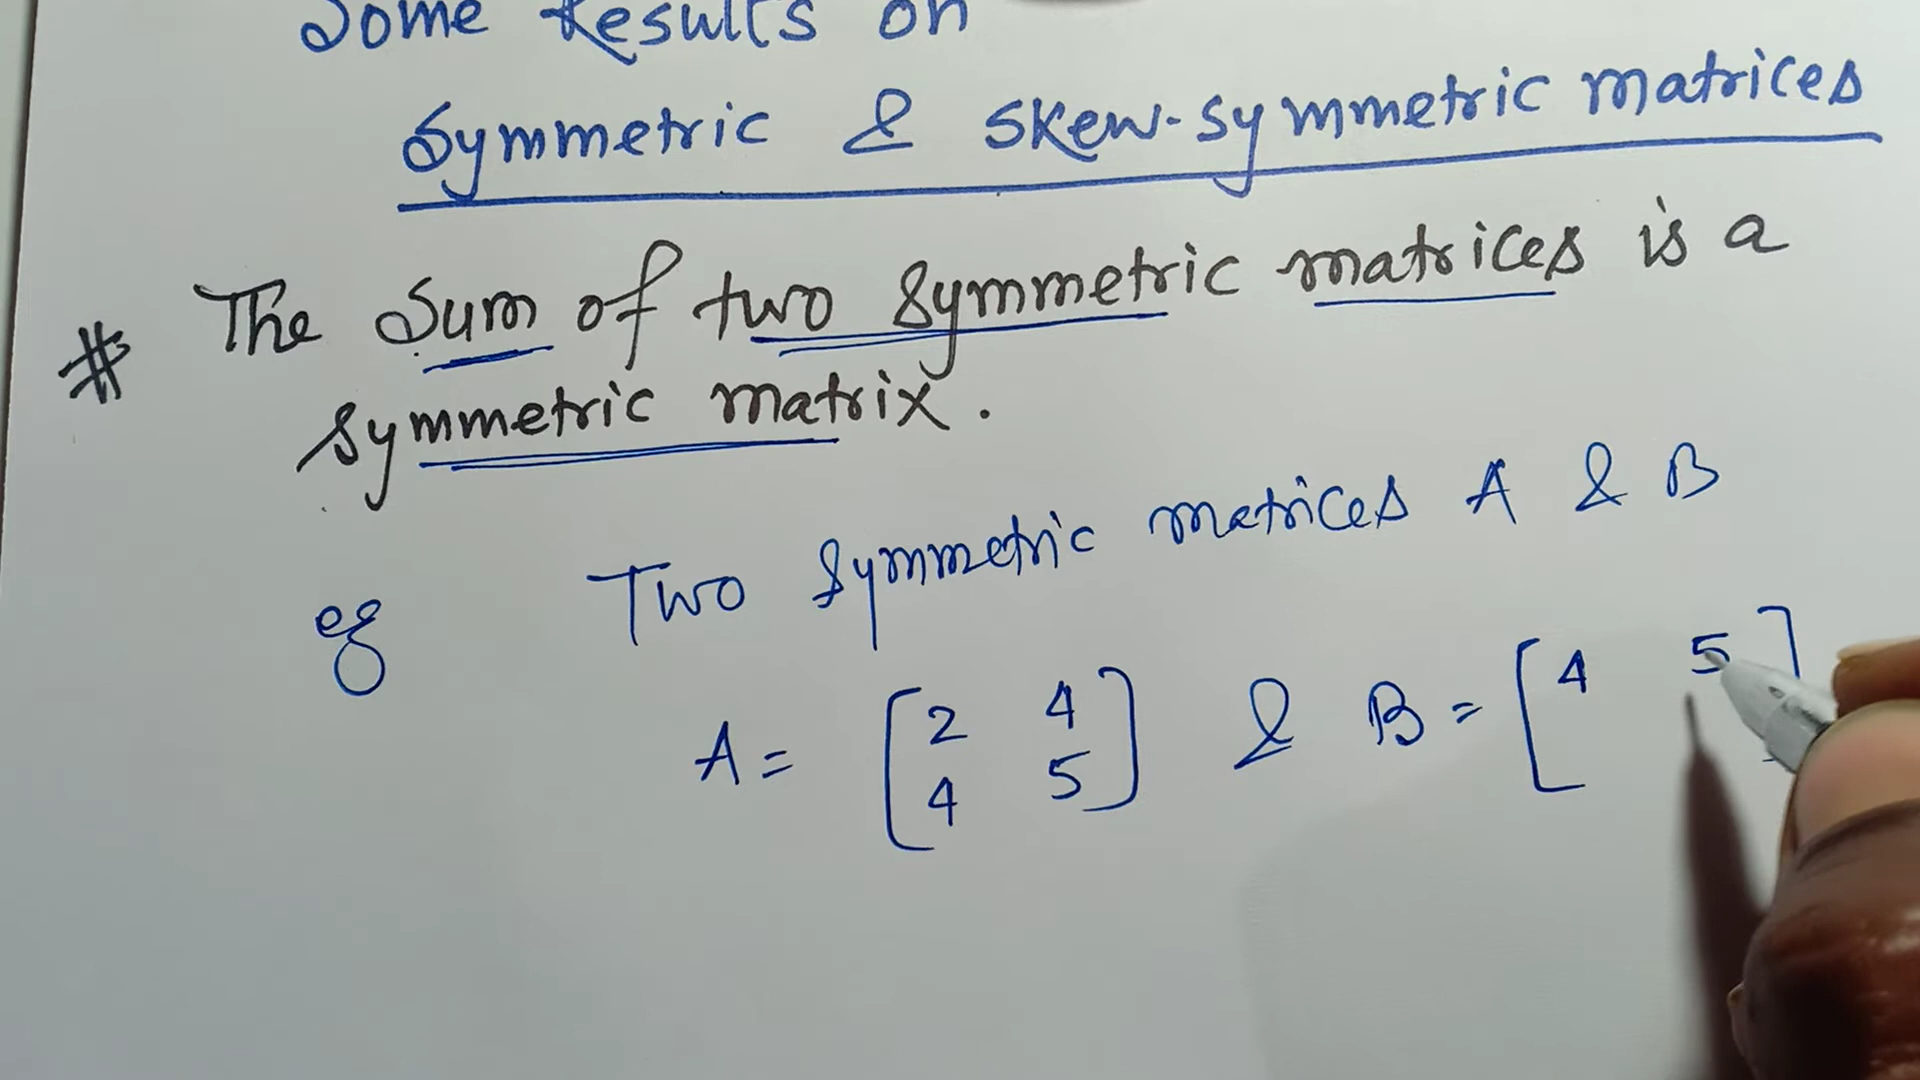 Some Results on
Symmetric & Skew-symmetric matrices
# The Sum of two symmetric matrices is a
symmetric matrix.
eg Two symmetric matrices A & B
A = [2 4 & B = [4 5]
4 5]